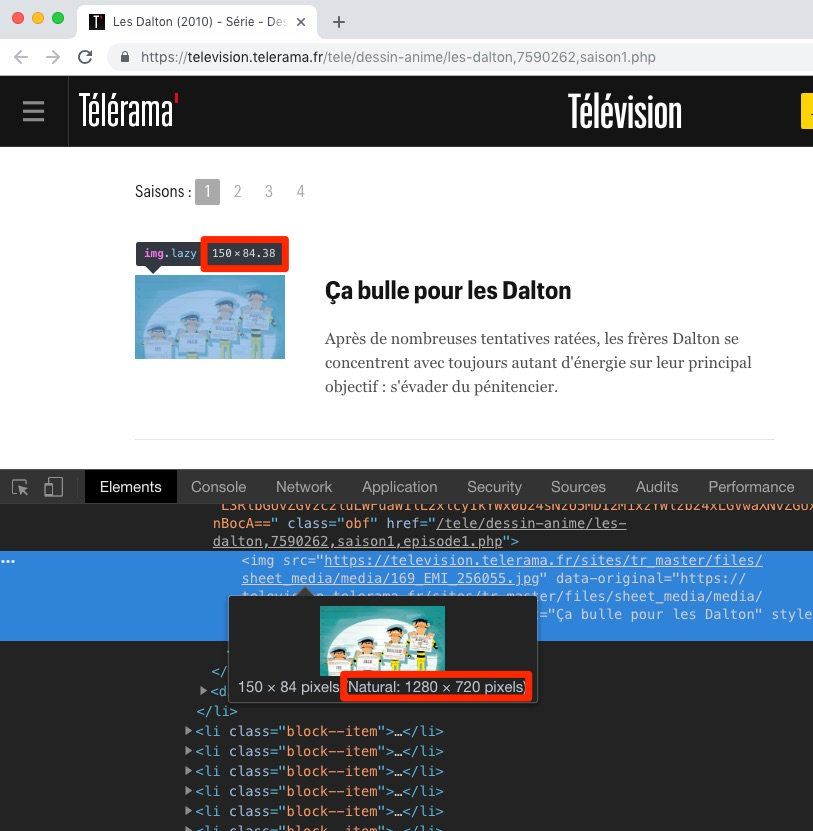 Les Dalton (2010) - Série - Des
https://television.telerama.fr/tele/dessin-anime/les-dalton,7590262,saison1.php
Télérama'
Télévision
Saisons : 1 2 3 4
img.lazy 150 × 84.38
Ça bulle pour les Dalton
Après de nombreuses tentatives ratées, les frères Dalton se
concentrent avec toujours autant d'énergie sur leur principal
objectif : s'évader du pénitencier.
Elements Console Network Application Security Sources Audits Performance
nBocA==" class="obf" href="/tele/dessin-anime/les-
dalton,7590262,saison1,episode1.php">
<img src="https://television.telerama.fr/sites/tr_master/files/
sheet_media/media/169_EMI_256055.jpg" data-original="https://
television.telerama.fr/sites/tr_master/files/sheet_media/media/
="Ça bulle pour les Dalton" style
150 × 84 pixels (Natural: 1280 × 720 pixels)
</
▶<d
</li>
▶<li class="block--item">…</li>
▶<li class="block--item">…</li>
▶<li class="block--item">…</li>
▶<li class="block--item">…</li>
▶<li class="block--item">…</li>
▶<li class="block--item">…</li>